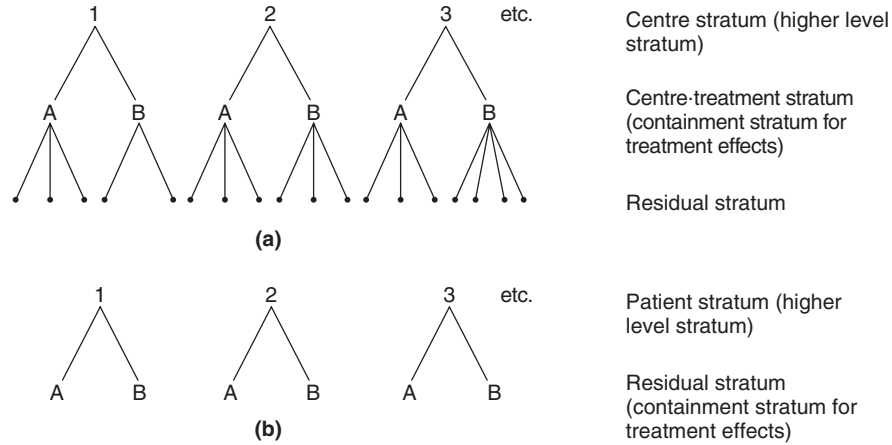 1 2 3 etc.
Centre stratum (higher level
stratum)
A B A B A B
Centre·treatment stratum
(containment stratum for
treatment effects)
Residual stratum
(a)
1 2 3 etc.
Patient stratum (higher
level stratum)
A B A B A B
Residual stratum
(containment stratum for
treatment effects)
(b)